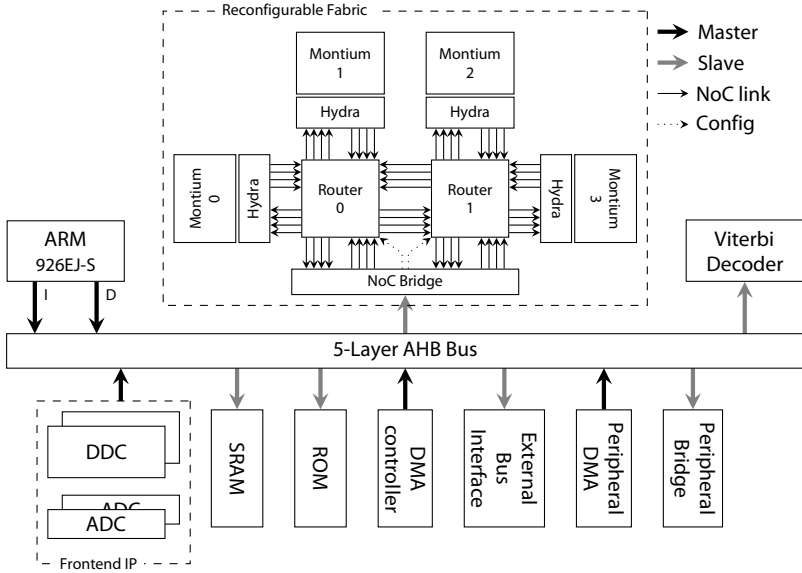 Reconfigurable Fabric
Master
Slave
NoC link
Config
Montium
1
Montium
2
Hydra
Hydra
Montium
0
Hydra
Router
0
Router
1
Hydra
Montium
3
NoC Bridge
ARM
926EJ-S
I
D
Viterbi
Decoder
5-Layer AHB Bus
DDC
ADC
ADC
Frontend IP
SRAM
ROM
DMA
controller
External
Bus
Interface
Peripheral
DMA
Peripheral
Bridge